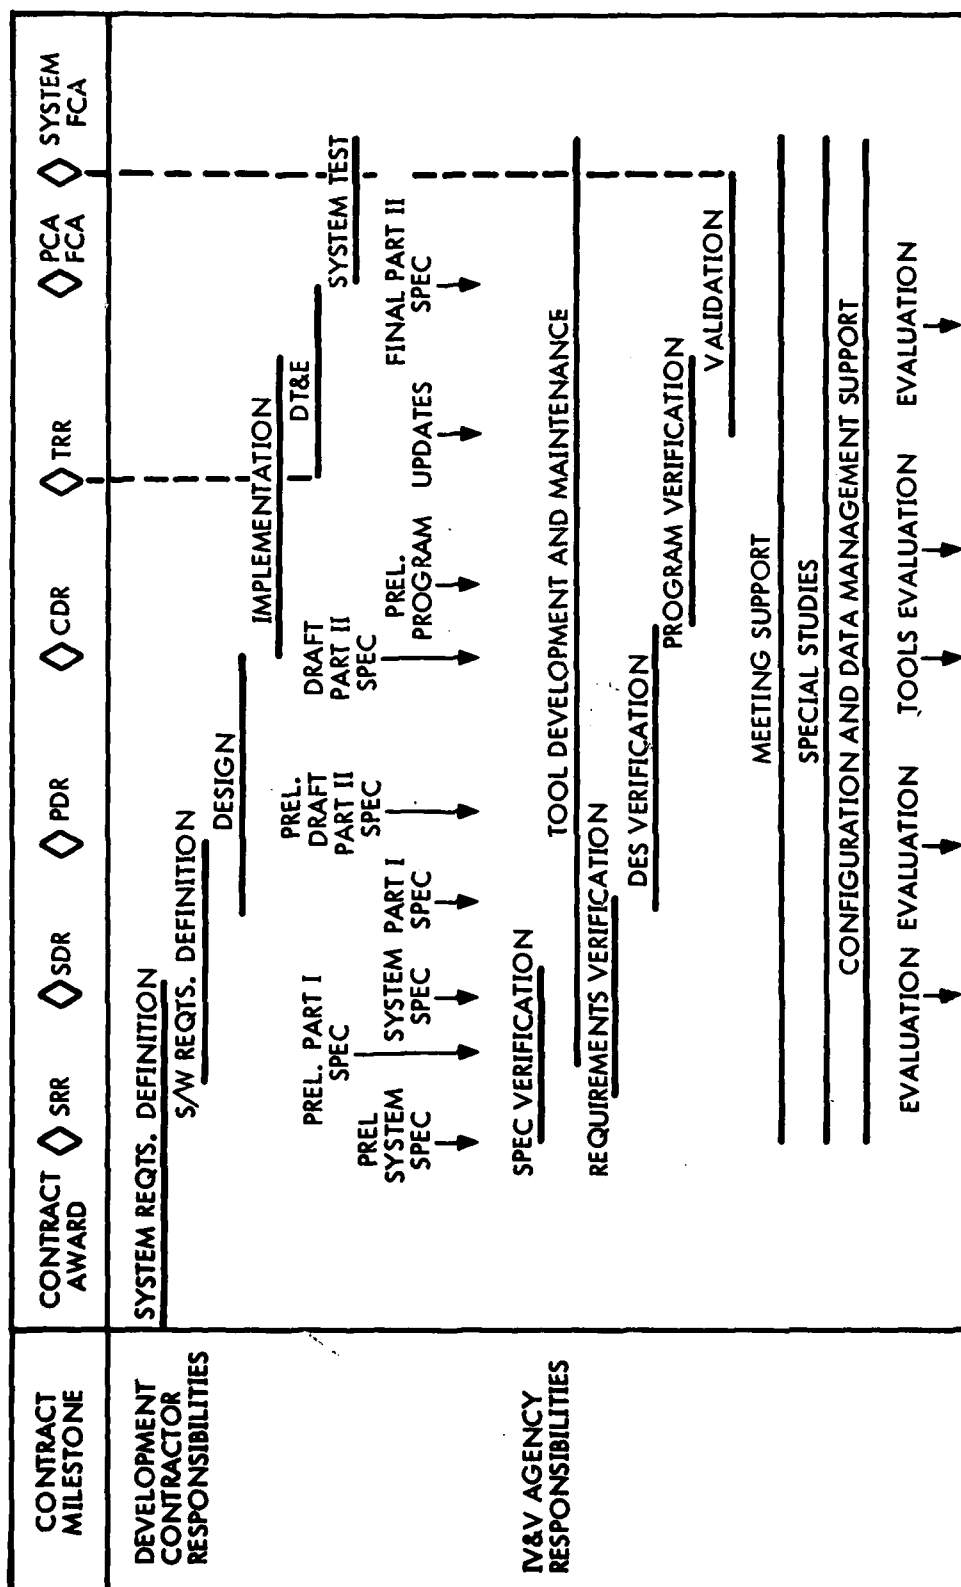 CONTRACT
MILESTONE
CONTRACT
AWARD
SRR
SDR
PDR
CDR
TRR
PCA
FCA
SYSTEM
FCA
DEVELOPMENT
CONTRACTOR
RESPONSIBILITIES
SYSTEM REQTS. DEFINITION
S/W REQTS. DEFINITION
DESIGN
IMPLEMENTATION
DT&E
SYSTEM TEST
PREL
SYSTEM
SPEC
PREL. PART I
SPEC
SYSTEM
SPEC
PART I
SPEC
PREL.
DRAFT
PART II
SPEC
DRAFT
PART II
SPEC
PREL.
PROGRAM
UPDATES
FINAL PART II
SPEC
IV&V AGENCY
RESPONSIBILITIES
SPEC VERIFICATION
TOOL DEVELOPMENT AND MAINTENANCE
REQUIREMENTS VERIFICATION
DES VERIFICATION
PROGRAM VERIFICATION
VALIDATION
MEETING SUPPORT
SPECIAL STUDIES
CONFIGURATION AND DATA MANAGEMENT SUPPORT
EVALUATION EVALUATION TOOLS EVALUATION EVALUATION